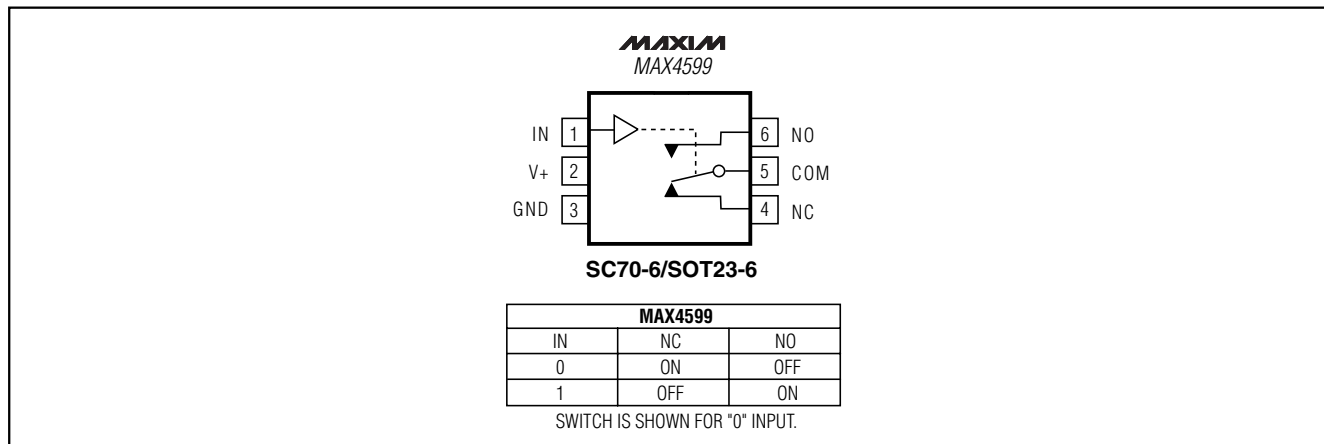 MAXIM
MAX4599
IN 1 6 NO
V+ 2 5 COM
GND 3 4 NC
SC70-6/SOT23-6
MAX4599
IN NC NO
0 ON OFF
1 OFF ON
SWITCH IS SHOWN FOR "0" INPUT.